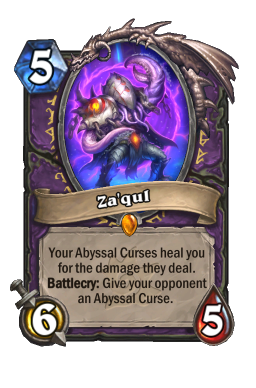 5
Za'qul
Your Abyssal Curses heal you
for the damage they deal.
Battlecry: Give your opponent
an Abyssal Curse.
6
5